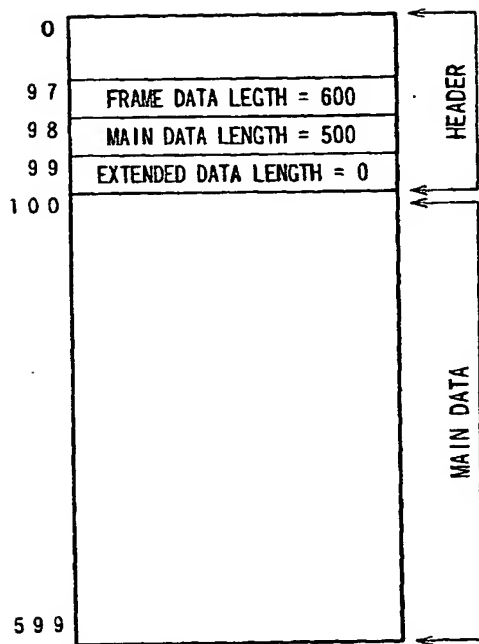 0
97 FRAME DATA LEGTH = 600
98 MAIN DATA LENGTH = 500
99 EXTENDED DATA LENGTH = 0
100
HEADER
MAIN DATA
599